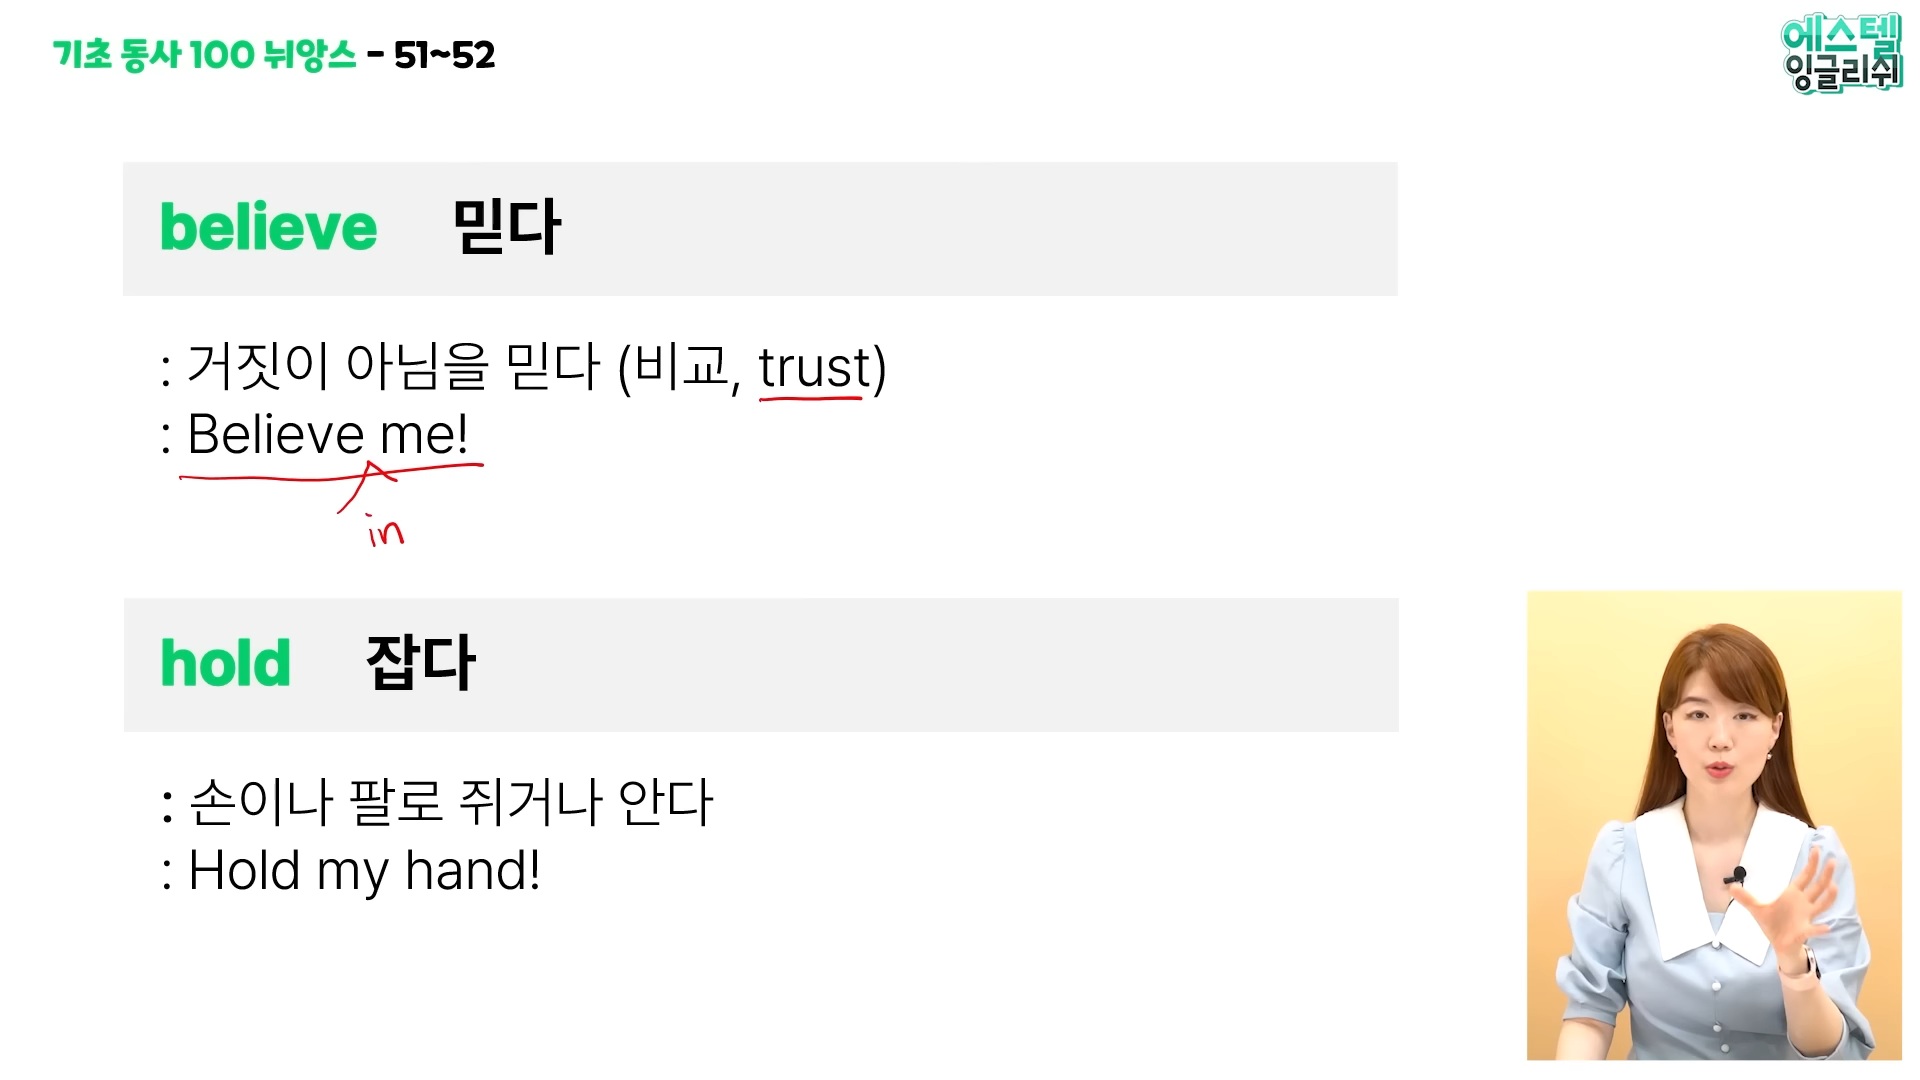 기초 동사 100 뉘앙스 - 51~52
에스텔
잉글리쉬
believe 믿다
: 거짓이 아님을 믿다 (비교, trust)
: Believe me!
in
hold 잡다
: 손이나 팔로 쥐거나 안다
: Hold my hand!